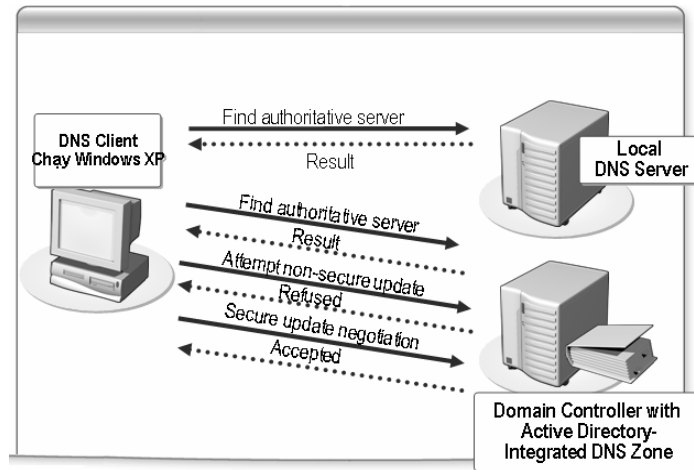 Find authoritative server
DNS Client
Chạy Windows XP
Result
Local
DNS Server
Find authoritative server
Result
Attempt non-secure update
Refused
Secure update negotiation
Accepted
Domain Controller with
Active Directory-
Integrated DNS Zone